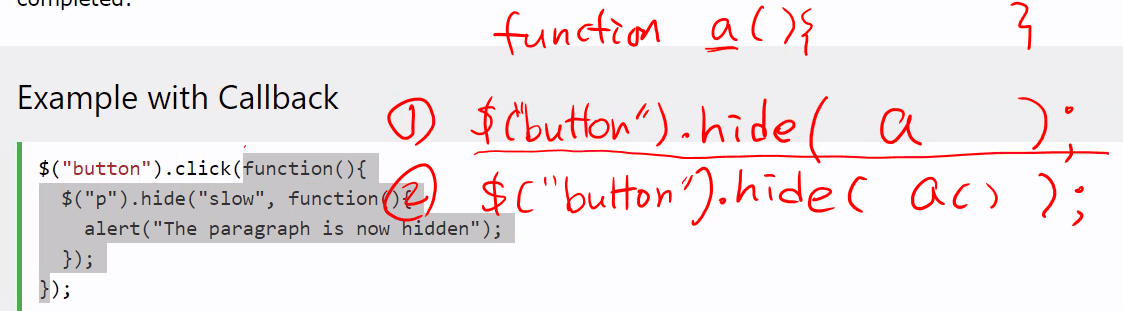 completed.
function a(){ }
Example with Callback
① $("button").hide( a );
② $("button").hide( a() );
$("button").click(function(){
$("p").hide("slow", function(){
alert("The paragraph is now hidden");
});
});